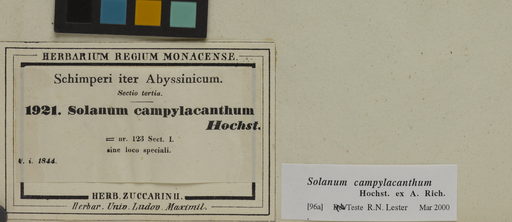 HERBARIUM REGIUM MONACENSE.
Schimperi iter Abyssinicum.
Sectio tertia.
1921. Solanum campylacanthum
Hochst.
= nr. 123 Sect. I.
sine loco speciali.
U. i. 1844.
HERB. ZUCCARINII.
Herbar. Univ. Ludov. Maximil.
Solanum campylacanthum
Hochst. ex A. Rich.
[96a] Teste R.N. Lester Mar 2000